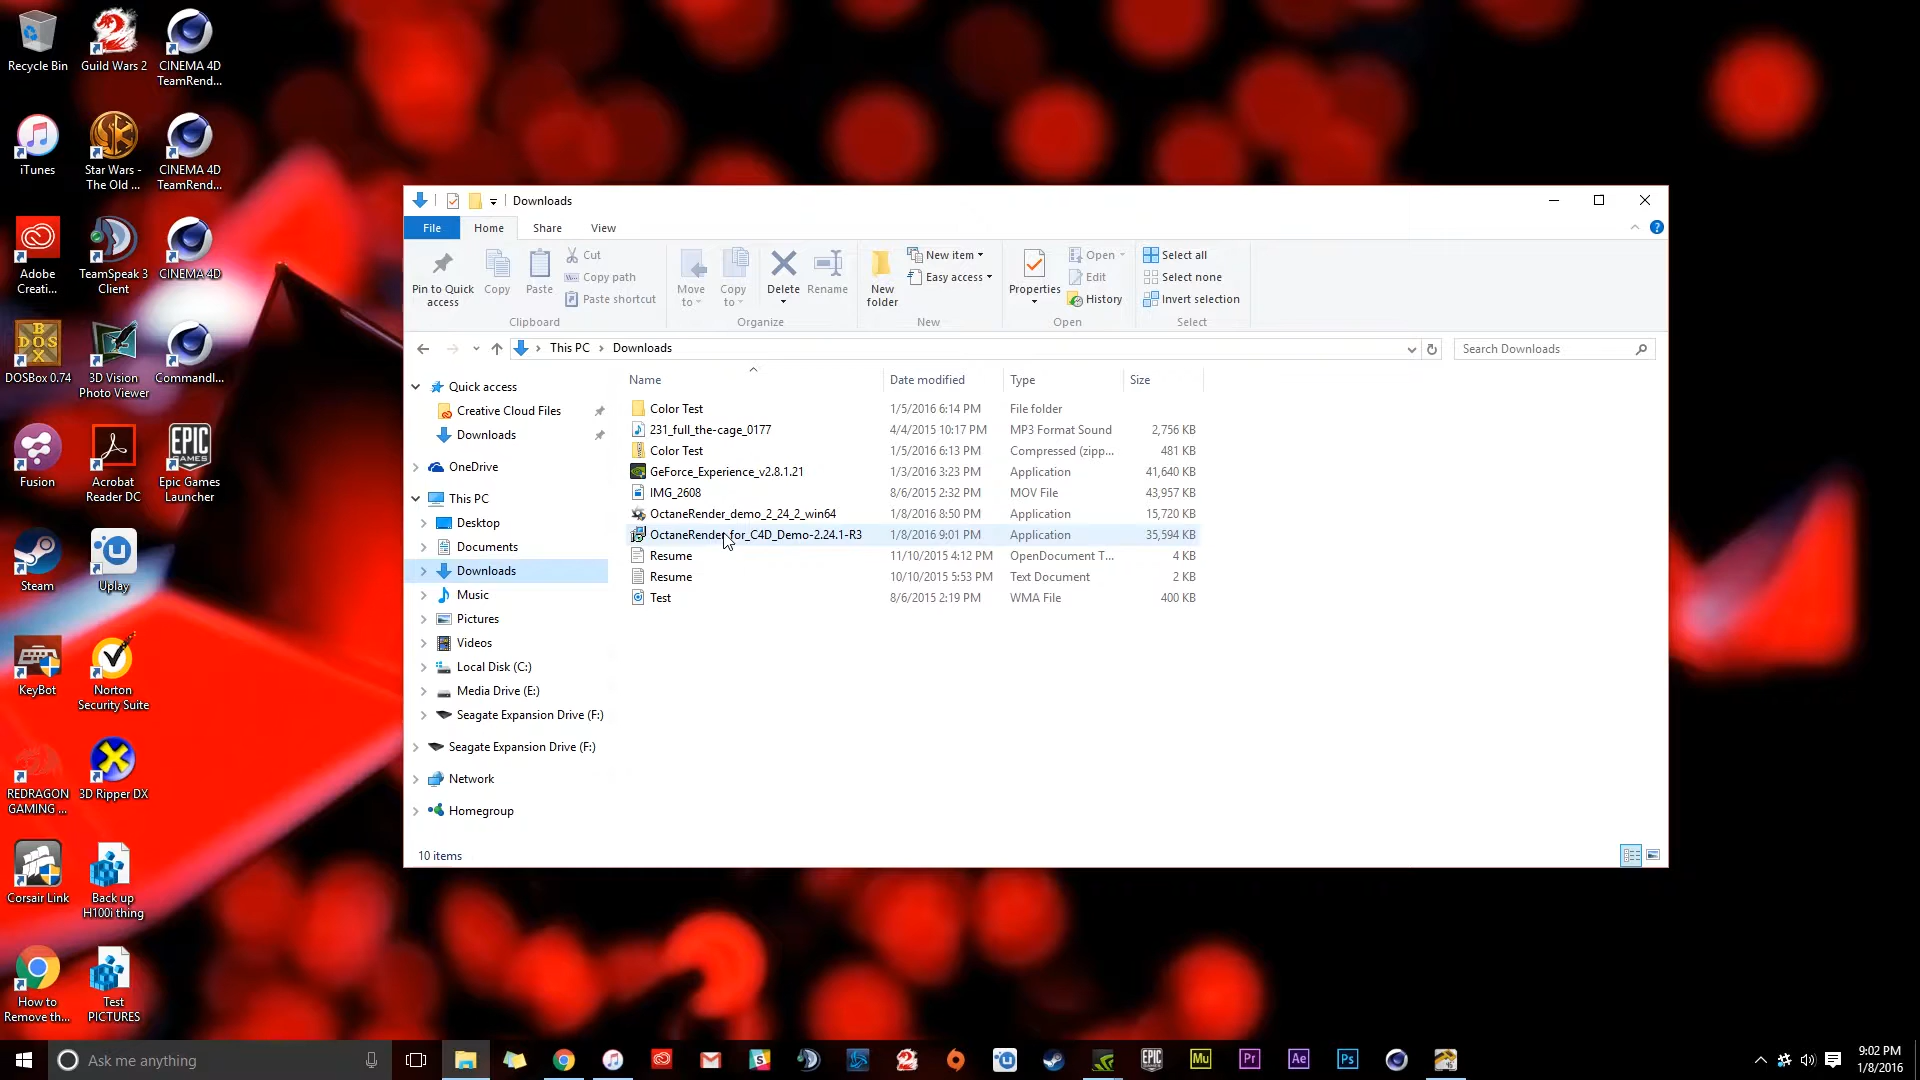 Recycle Bin
Guild Wars 2
CINEMA 4D
TeamRend...
iTunes
Star Wars -
The Old ...
CINEMA 4D
TeamRend...
Adobe
Creati...
TeamSpeak 3
Client
CINEMA 4D
DOSBox 0.74
3D Vision
Photo Viewer
Commandl...
Fusion
Acrobat
Reader DC
Epic Games
Launcher
Steam
Uplay
KeyBot
Norton
Security Suite
REDRAGON
GAMING ...
3D Ripper DX
Corsair Link
Back up
H100i thing
How to
Remove th...
Test
PICTURES
Downloads
File
Home
Share
View
Pin to Quick
access
Copy
Paste
Cut
Copy path
Paste shortcut
Clipboard
Move
to
Copy
to
Delete
Rename
Organize
New
folder
New item
Easy access
New
Properties
Open
Edit
History
Open
Select all
Select none
Invert selection
Select
This PC > Downloads
Search Downloads
Quick access
Creative Cloud Files
Downloads
OneDrive
This PC
Desktop
Documents
Downloads
Music
Pictures
Videos
Local Disk (C:)
Media Drive (E:)
Seagate Expansion Drive (F:)
Seagate Expansion Drive (F:)
Network
Homegroup
Name Date modified Type Size
Color Test 1/5/2016 6:14 PM File folder
231_full_the-cage_0177 4/4/2015 10:17 PM MP3 Format Sound 2,756 KB
Color Test 1/5/2016 6:13 PM Compressed (zipp... 481 KB
GeForce_Experience_v2.8.1.21 1/3/2016 3:23 PM Application 41,640 KB
IMG_2608 8/6/2015 2:32 PM MOV File 43,957 KB
OctaneRender_demo_2_24_2_win64 1/8/2016 8:50 PM Application 15,720 KB
OctaneRender_for_C4D_Demo-2.24.1-R3 1/8/2016 9:01 PM Application 35,594 KB
Resume 11/10/2015 4:12 PM OpenDocument T... 4 KB
Resume 10/10/2015 5:53 PM Text Document 2 KB
Test 8/6/2015 2:19 PM WMA File 400 KB
10 items
Ask me anything
EPIC
GAMES
Mu
Pr
Ae
Ps
9:02 PM
1/8/2016